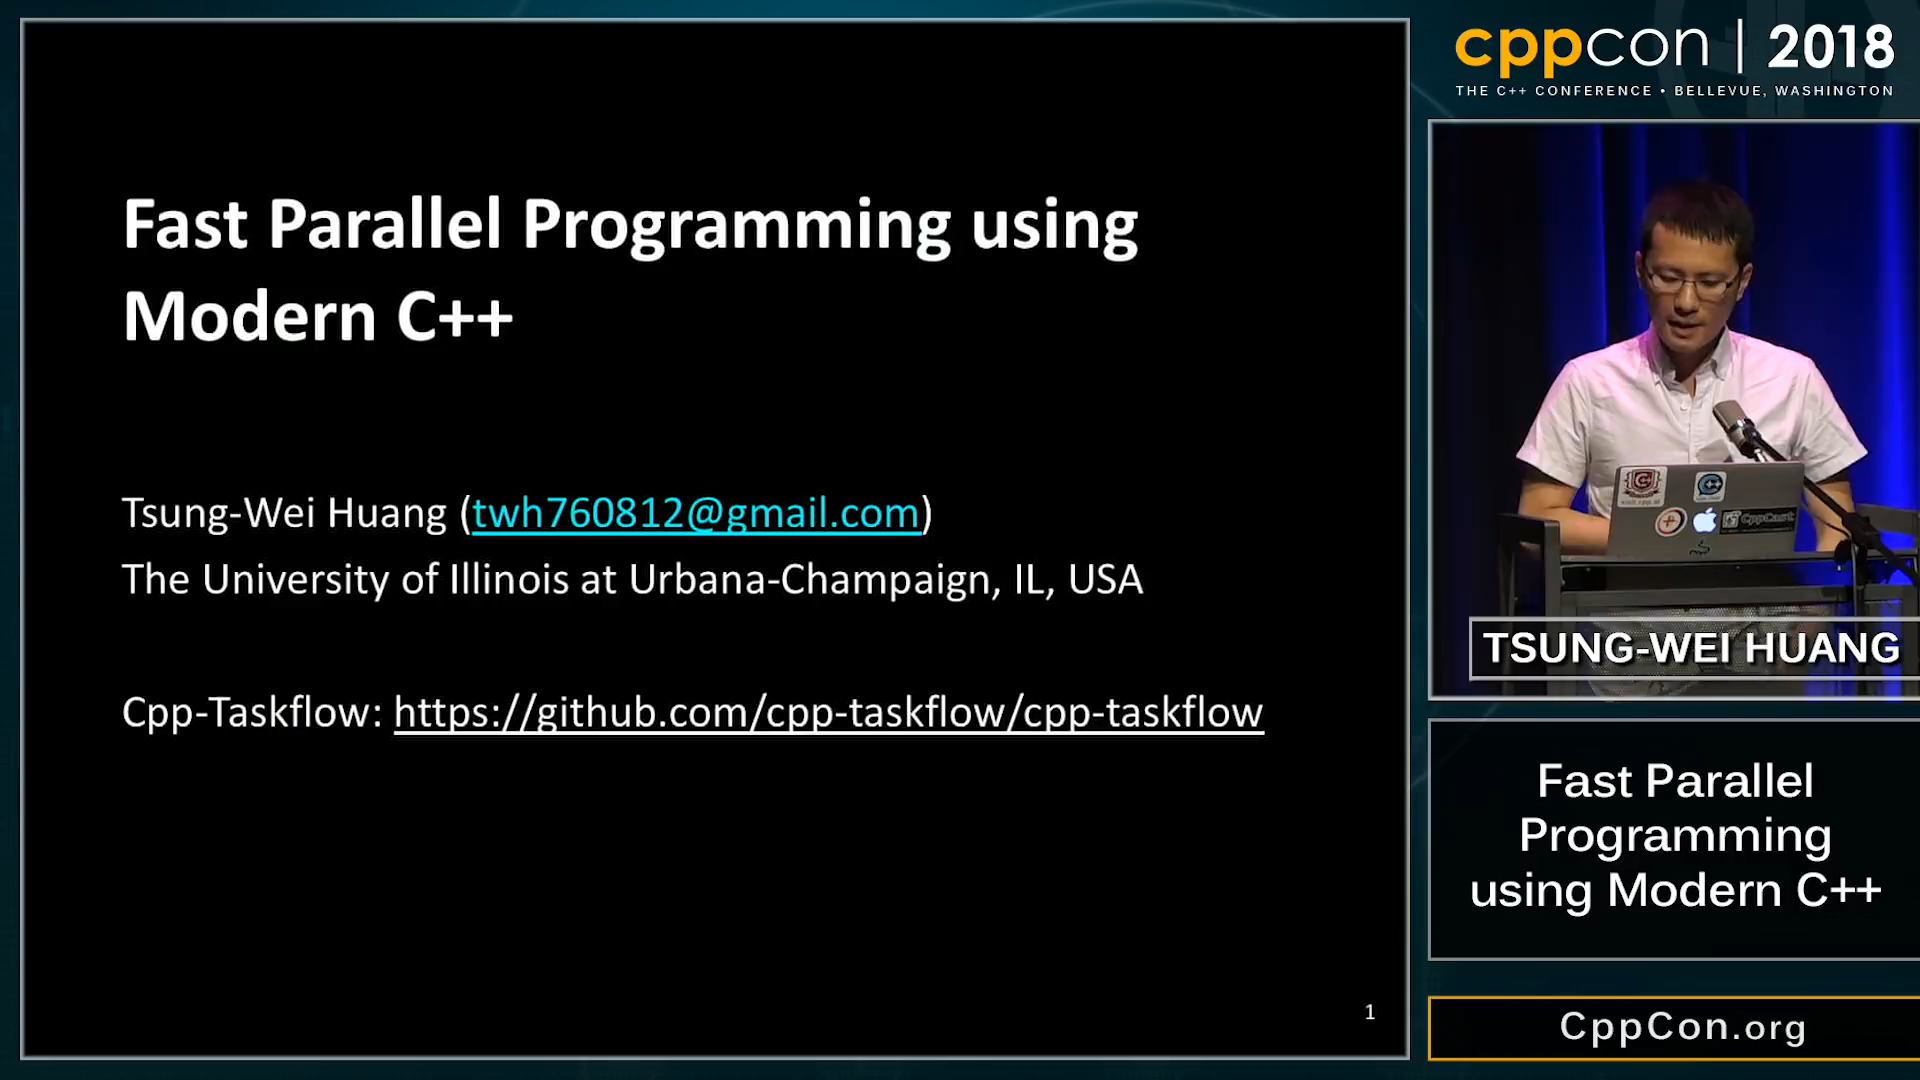 Fast Parallel Programming using
Modern C++
Tsung-Wei Huang (twh760812@gmail.com)
The University of Illinois at Urbana-Champaign, IL, USA
Cpp-Taskflow: https://github.com/cpp-taskflow/cpp-taskflow
1
cppcon | 2018
THE C++ CONFERENCE • BELLEVUE, WASHINGTON
CppCast
TSUNG-WEI HUANG
Fast Parallel
Programming
using Modern C++
CppCon.org